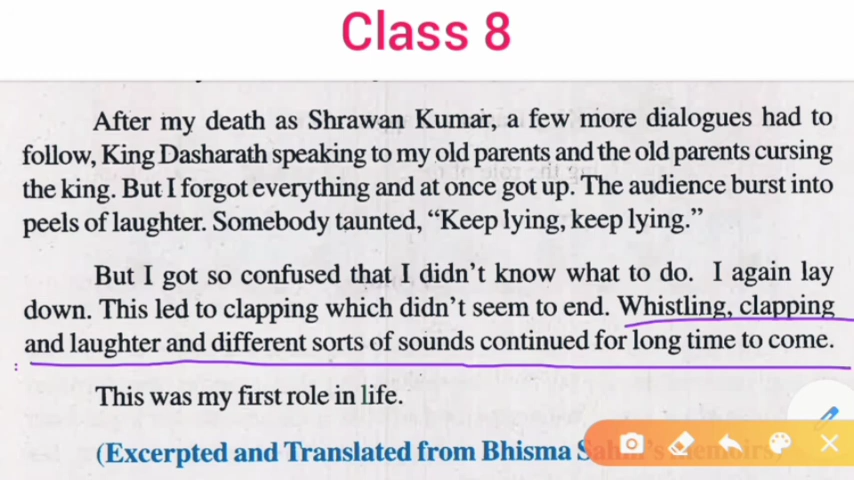 Class 8
After my death as Shrawan Kumar, a few more dialogues had to
follow, King Dasharath speaking to my old parents and the old parents cursing
the king. But I forgot everything and at once got up. The audience burst into
peels of laughter. Somebody taunted, “Keep lying, keep lying.”
But I got so confused that I didn’t know what to do. I again lay
down. This led to clapping which didn’t seem to end. Whistling, clapping
and laughter and different sorts of sounds continued for long time to come.
This was my first role in life.
(Excerpted and Translated from Bhisma Sahni’s Memoirs)